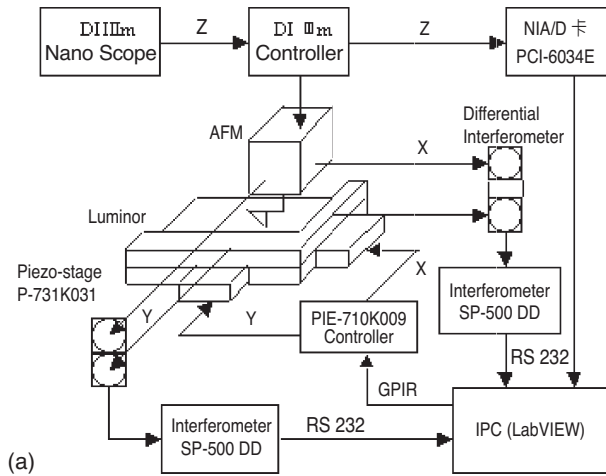 DIIIIm
Nano Scope
Z
DI IIIm
Controller
Z
NIA/D 卡
PCI-6034E
AFM
X
Differential
Interferometer
Luminor
Piezo-stage
P-731K031
Y
Y
X
PIE-710K009
Controller
Interferometer
SP-500 DD
RS 232
GPIR
Interferometer
SP-500 DD
RS 232
IPC (LabVIEW)
(a)